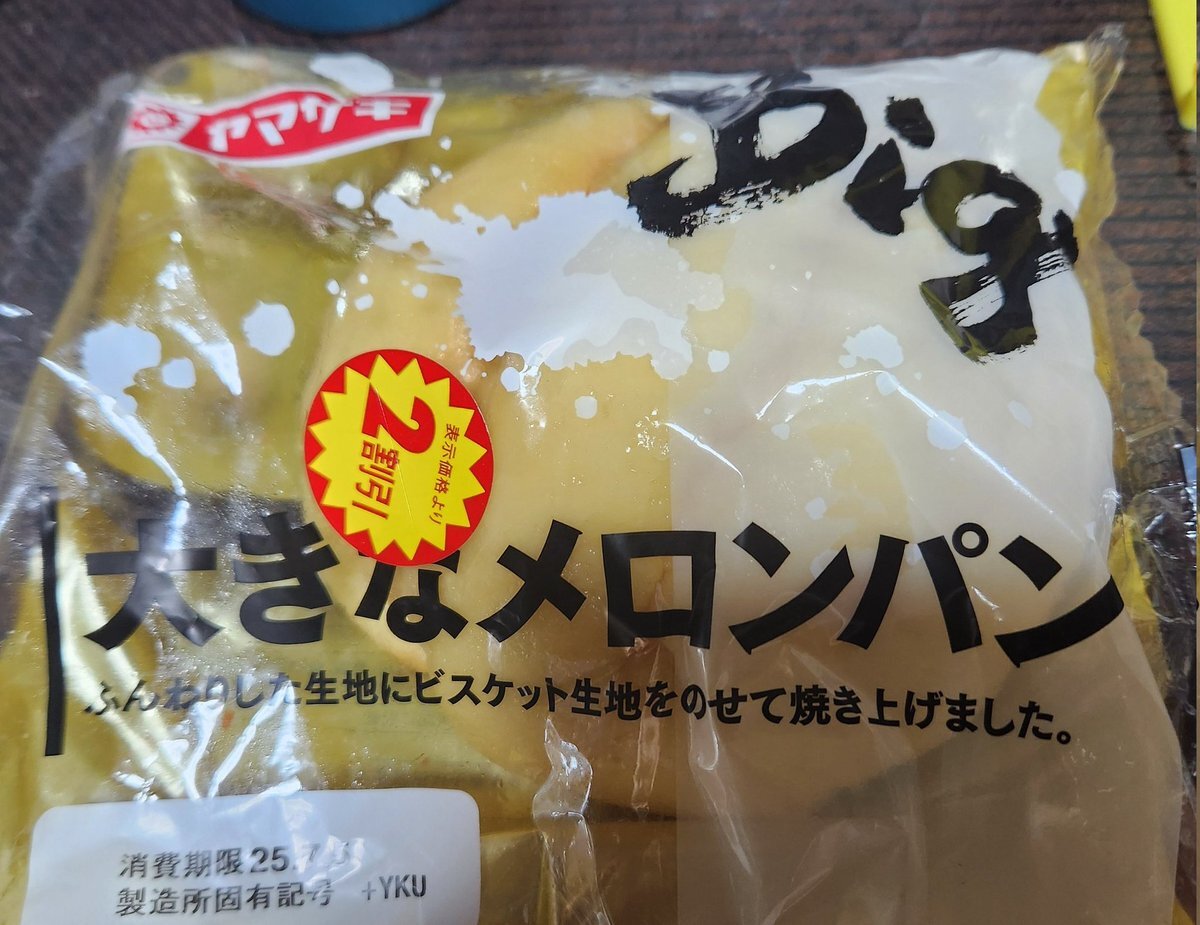 ヤマザキ
Big
表示価格より
2割引
大きなメロンパン
ふんわりした生地にビスケット生地をのせて焼き上げました。
消費期限 25.7.
製造所固有記号 +YKU